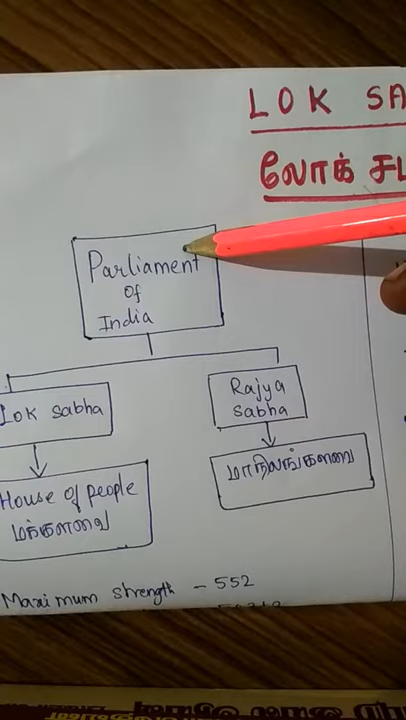 LOK SA
லோக் ச
Parliament
Of
India
Lok Sabha
Rajya
Sabha
House of people
மக்களவை
மாநிலங்களவை
Maximum strength - 552